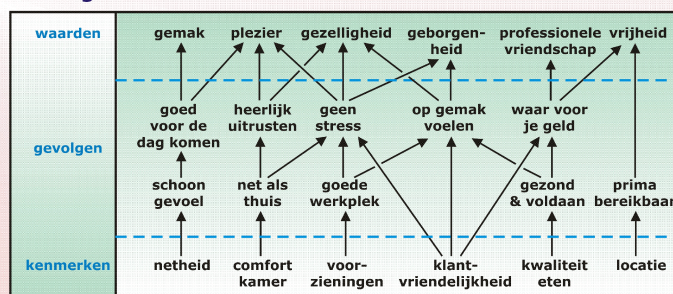 waarden
gemak plezier gezelligheid geborgen- professionele vrijheid
heid vriendschap
gevolgen
goed heerlijk geen op gemak waar voor
voor de uitrusten stress voelen je geld
dag komen
schoon net als goede gezond prima
gevoel thuis werkplek & voldaan bereikbaar
kenmerken
netheid comfort voor- klant- kwaliteit locatie
kamer zieningen vriendelijkheid eten